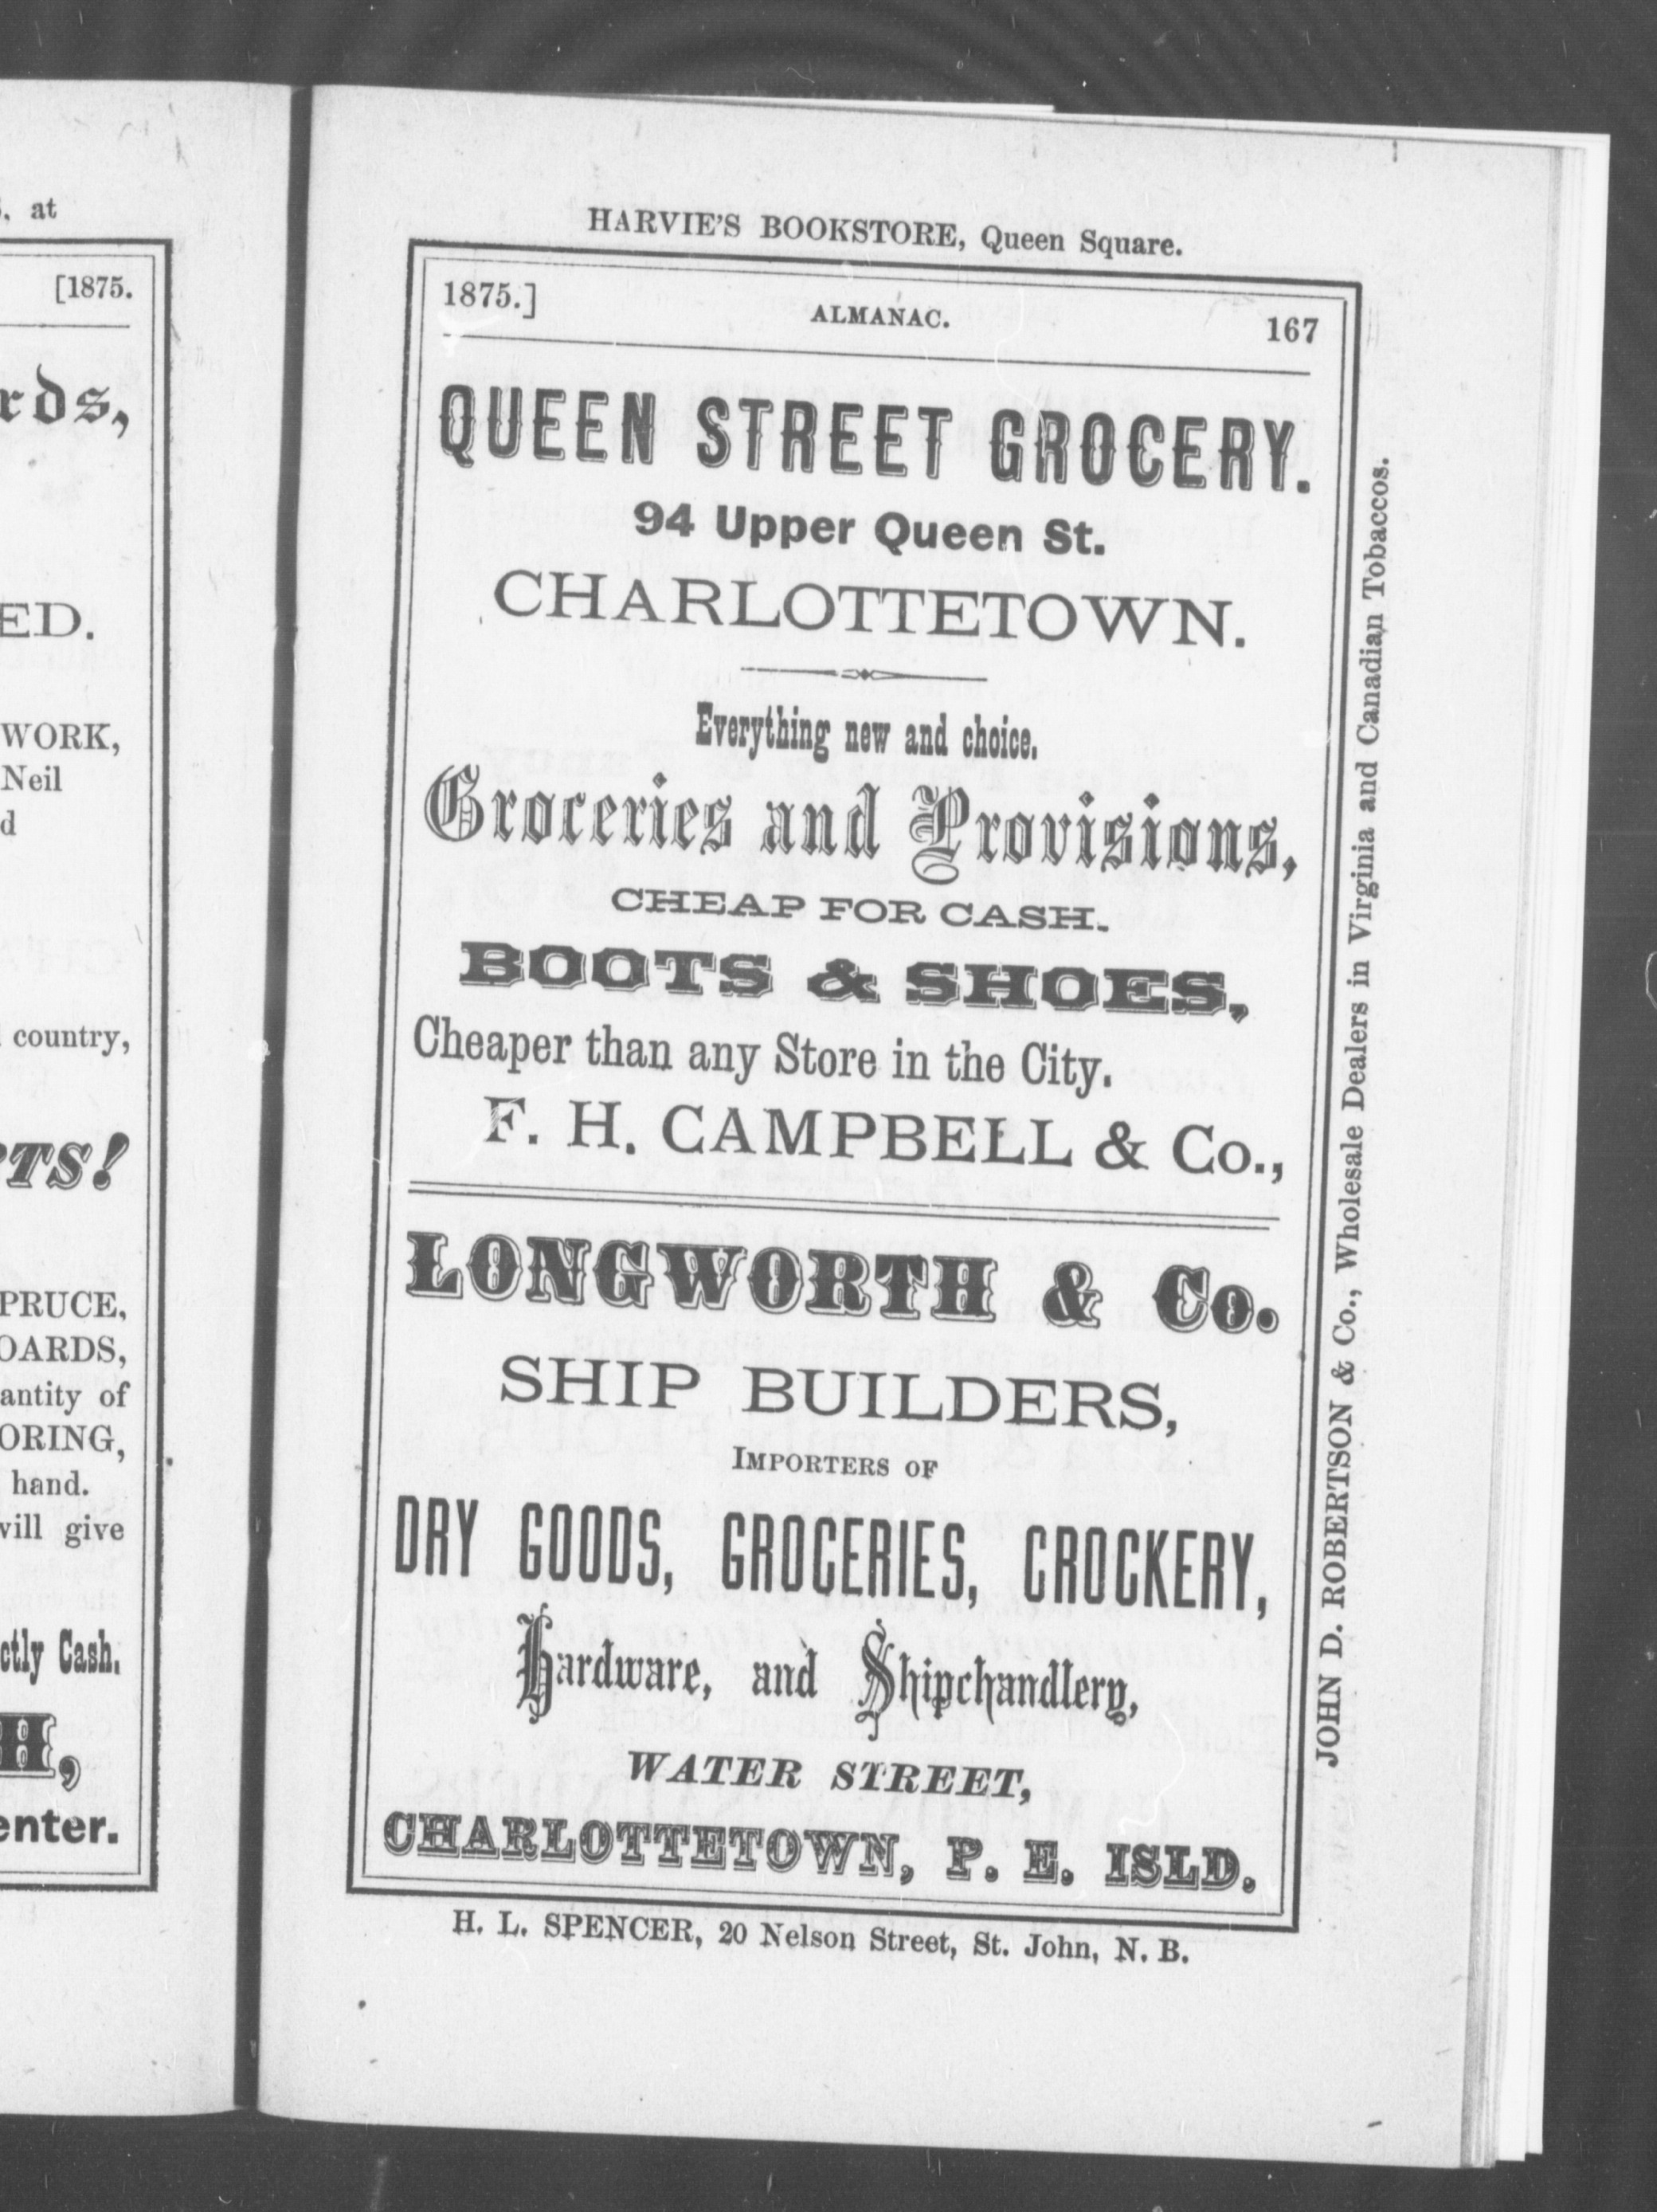 , at
[1875.
rds,
ED.
WORK,
Neil
d
country,
TS!
PRUCE,
OARDS,
antity of
ORING,
hand.
will give
ctly Cash.
H,
enter.
HARVIE'S BOOKSTORE, Queen Square.
1875.] ALMANAC. 167
QUEEN STREET GROCERY.
94 Upper Queen St.
CHARLOTTETOWN.
Everything new and choice.
Groceries and Provisions,
CHEAP FOR CASH.
BOOTS & SHOES,
Cheaper than any Store in the City.
F. H. CAMPBELL & Co.,
LONGWORTH & Co.
SHIP BUILDERS,
IMPORTERS OF
DRY GOODS, GROCERIES, CROCKERY,
Hardware, and Shipchandlery,
WATER STREET,
CHARLOTTETOWN, P. E. ISLD.
H. L. SPENCER, 20 Nelson Street, St. John, N. B.
JOHN D. ROBERTSON & Co., Wholesale Dealers in Virginia and Canadian Tobaccos.